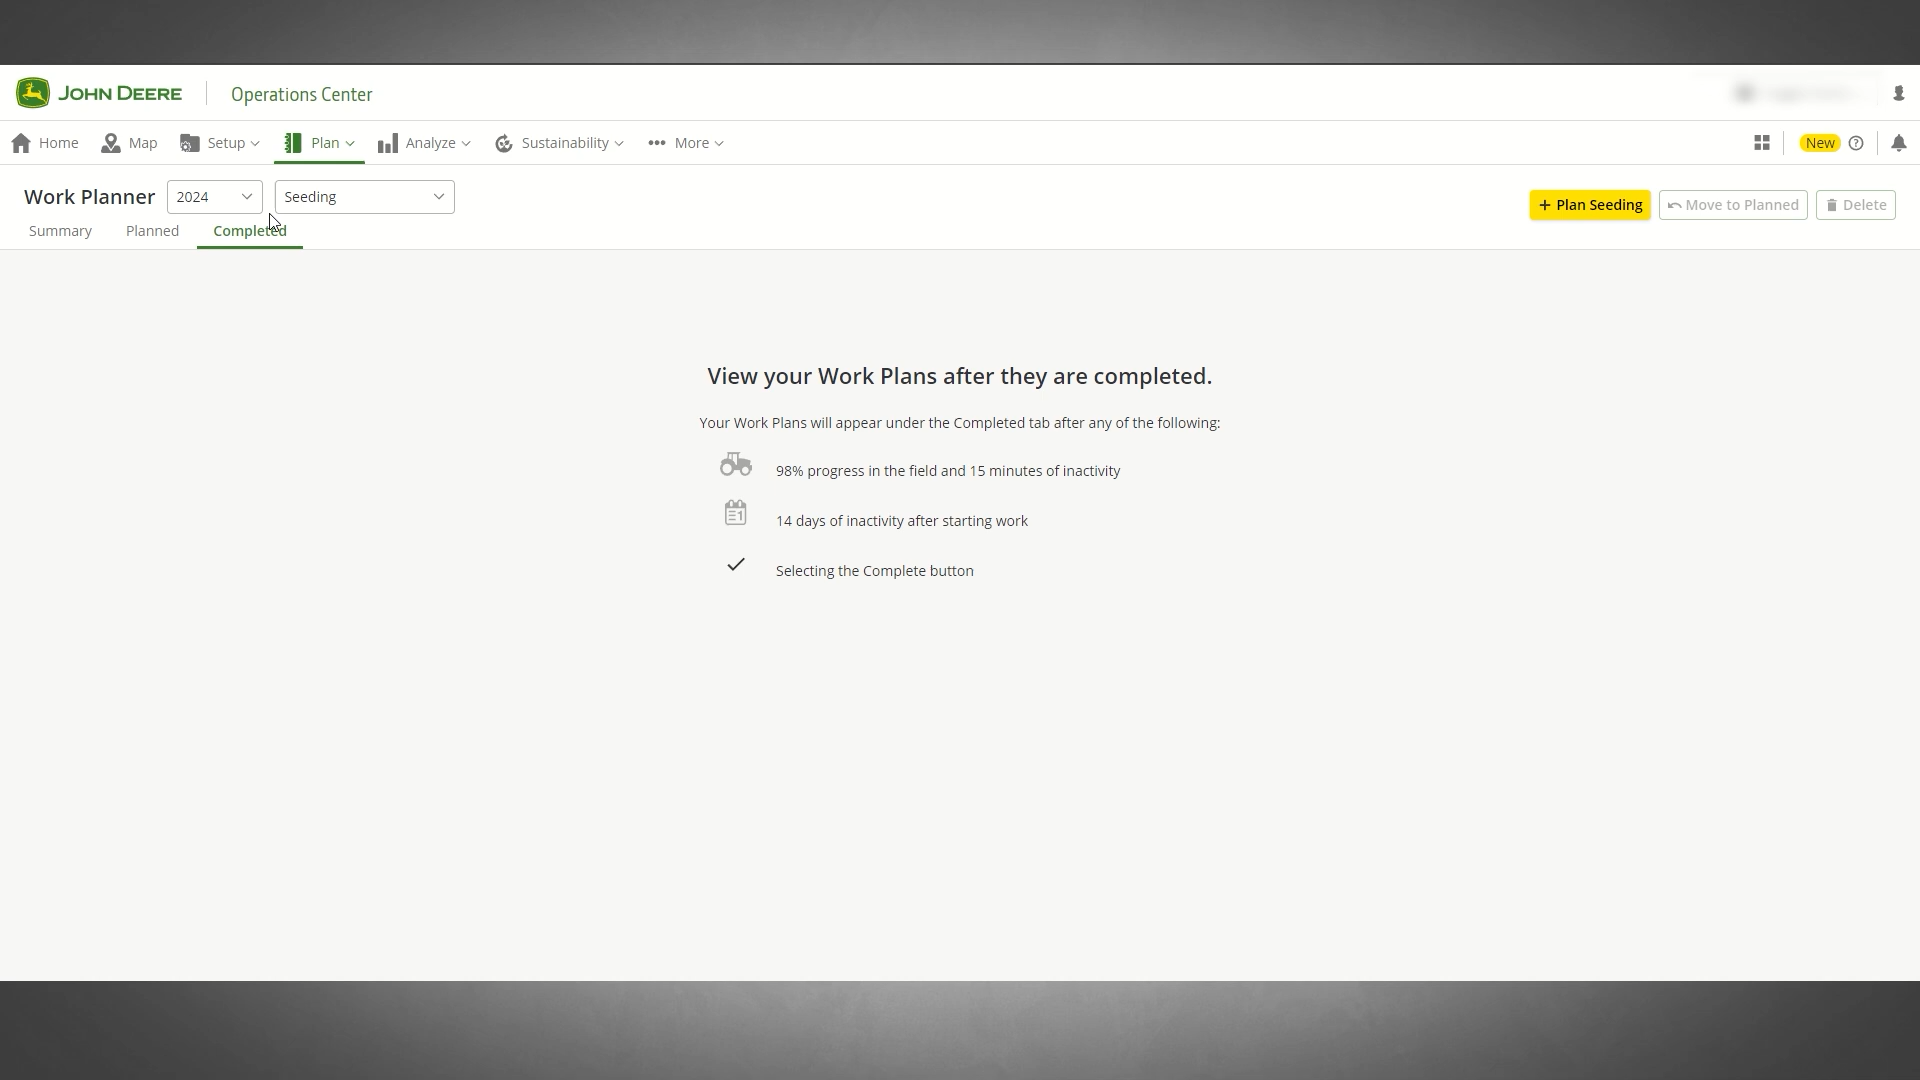 JOHN DEERE
Operations Center
Home
Map
Setup
Plan
Analyze
Sustainability
More
New
Work Planner
2024
Seeding
+ Plan Seeding
Move to Planned
Delete
Summary
Planned
Completed
View your Work Plans after they are completed.
Your Work Plans will appear under the Completed tab after any of the following:
98% progress in the field and 15 minutes of inactivity
14 days of inactivity after starting work
Selecting the Complete button